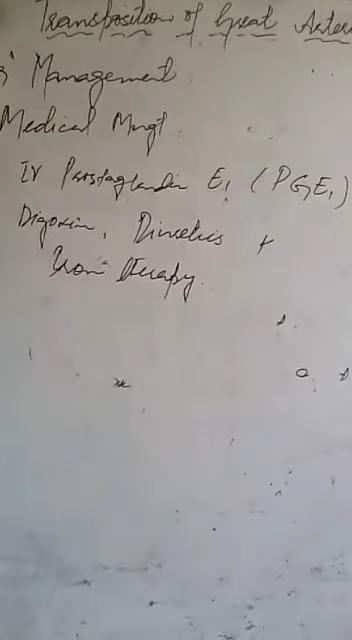 Transposition of Great Arter
Management
Medical Mngt.
IV Prostaglandin E1 (PGE1)
Digoxin, Diuretics +
Iron therapy.